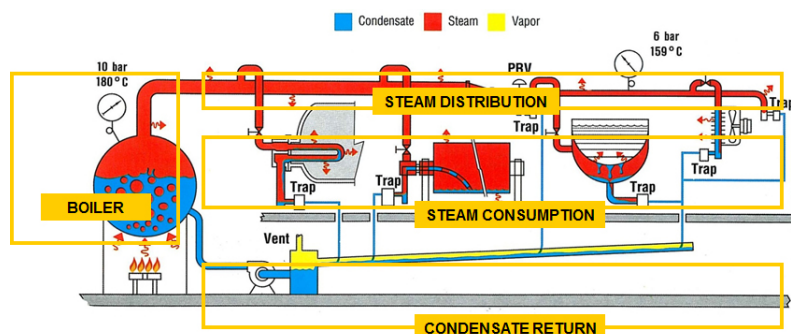 Condensate Steam Vapor
10 bar
180°C
6 bar
159°C
PRV
STEAM DISTRIBUTION
Trap
Trap
Trap
Trap
Trap
Trap
BOILER
STEAM CONSUMPTION
Vent
CONDENSATE RETURN